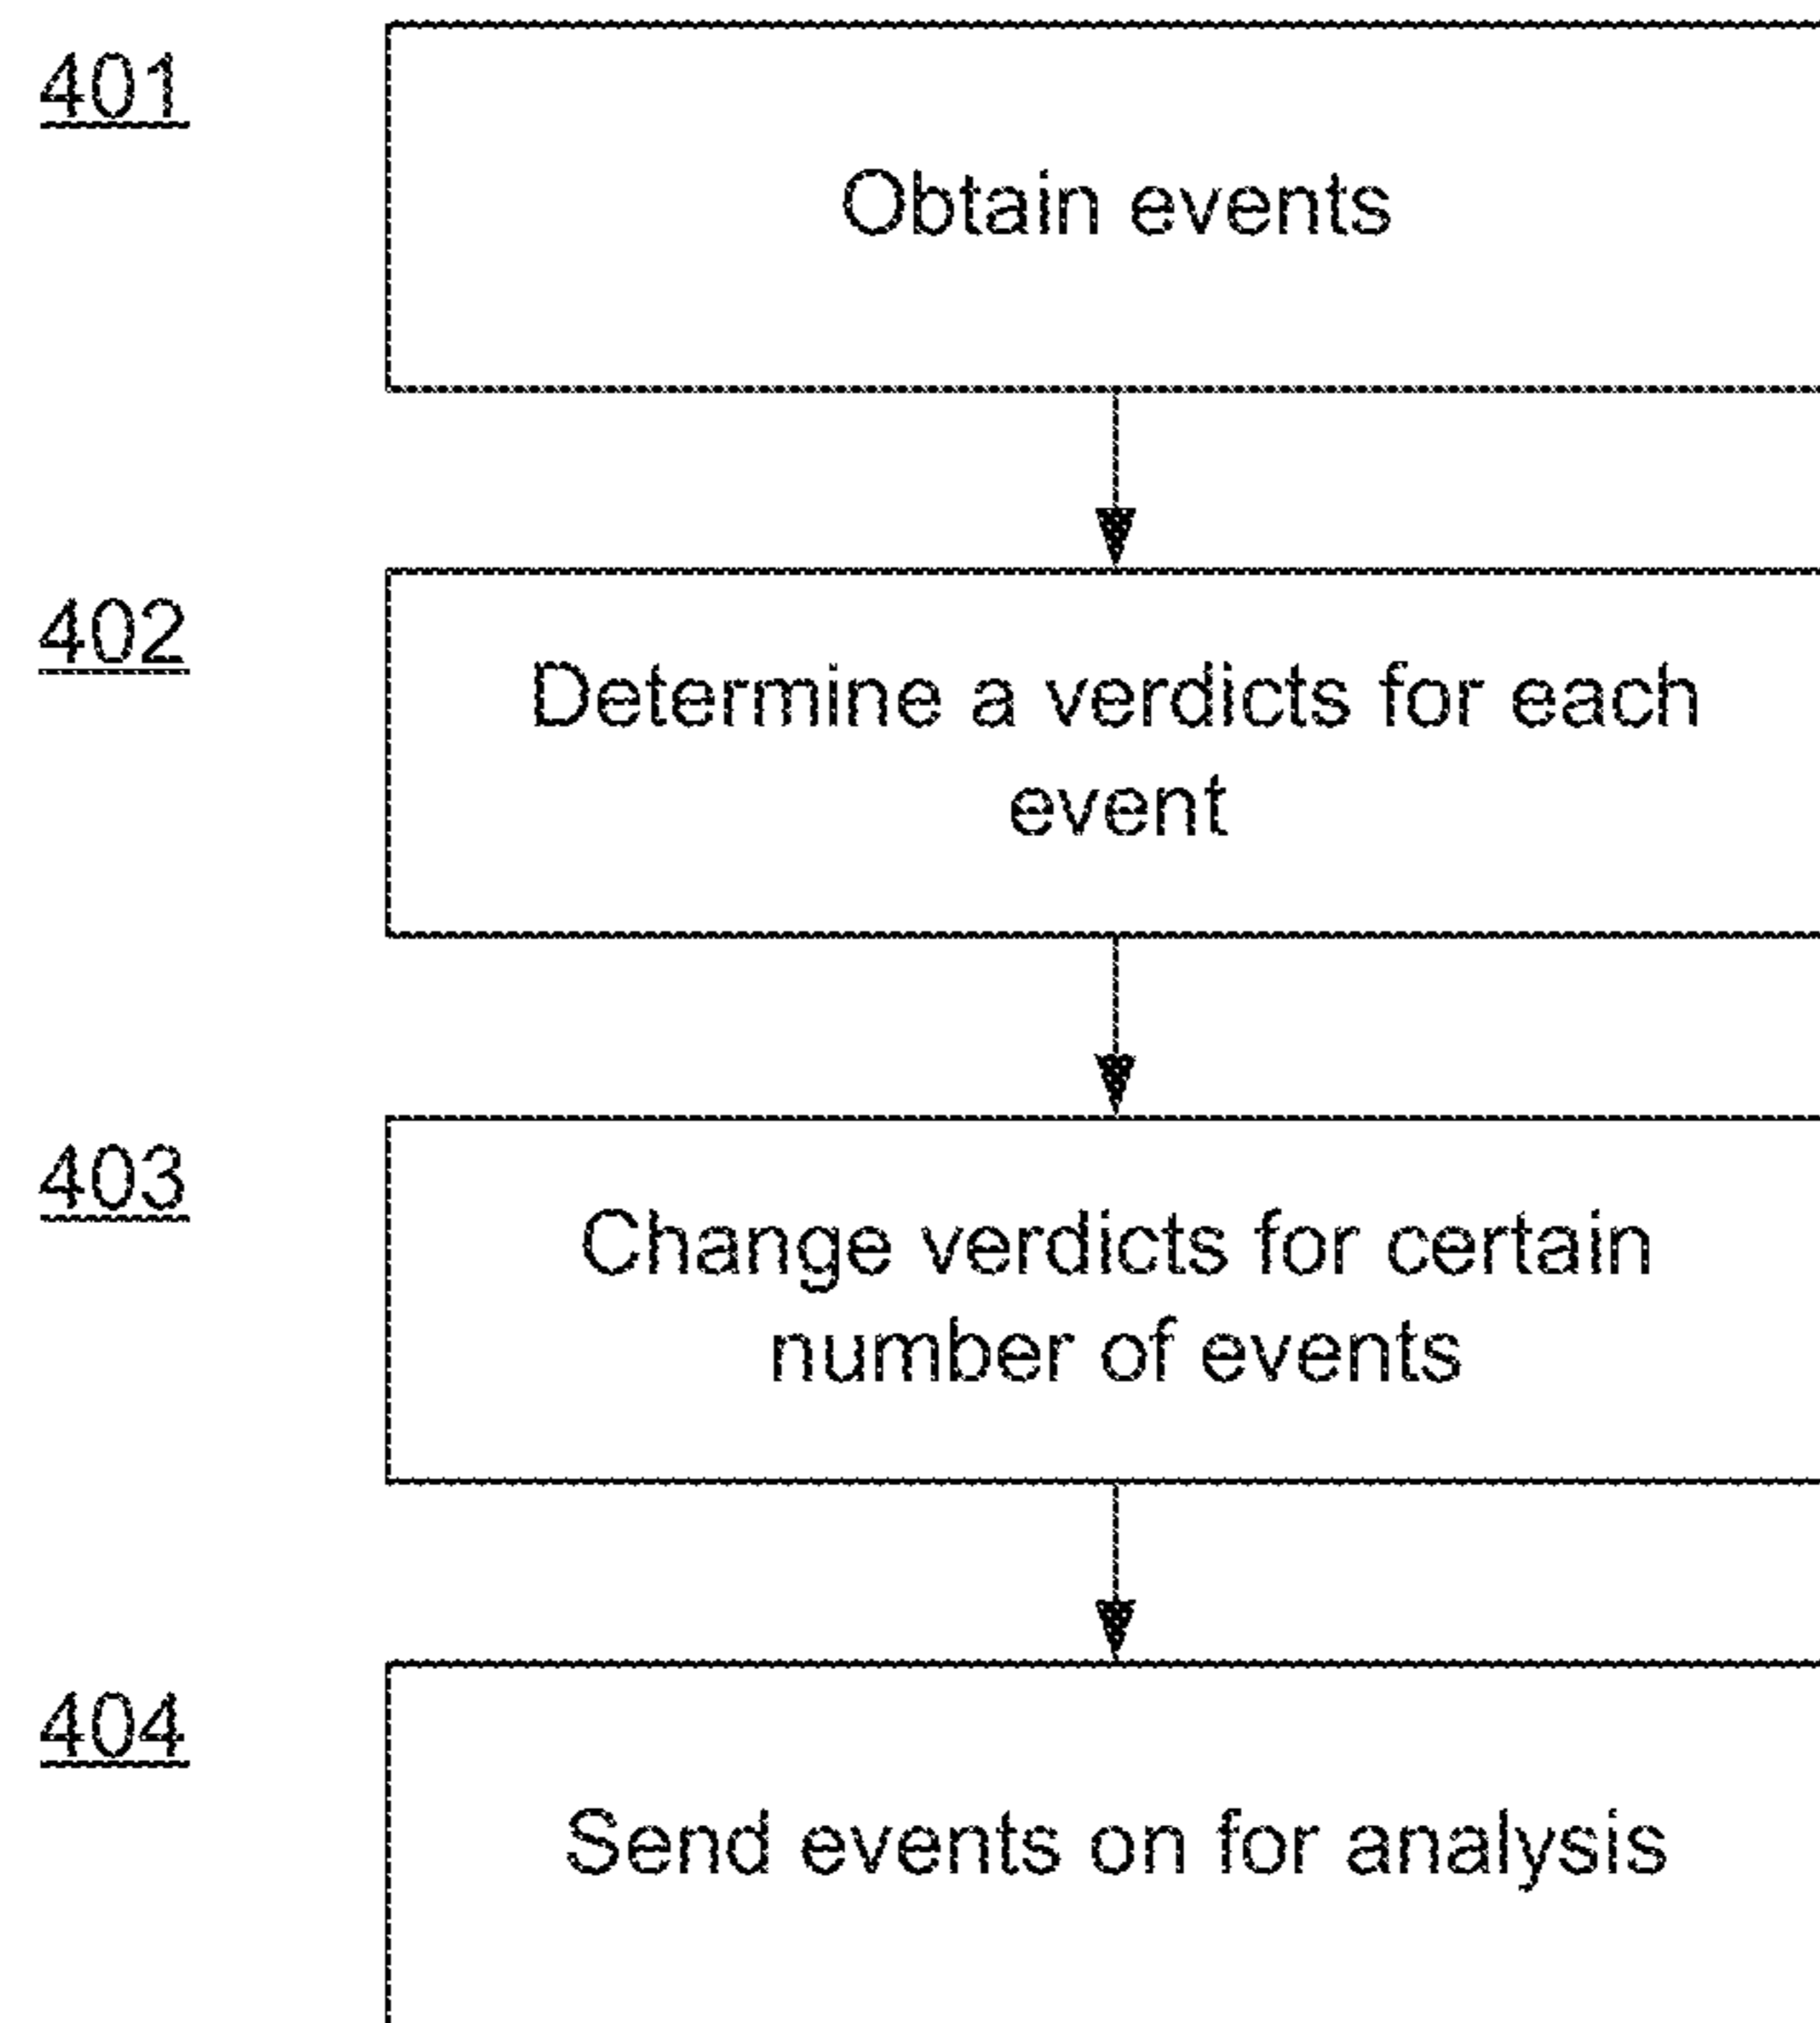 401
Obtain events
402
Determine a verdicts for each
event
403
Change verdicts for certain
number of events
404
Send events on for analysis